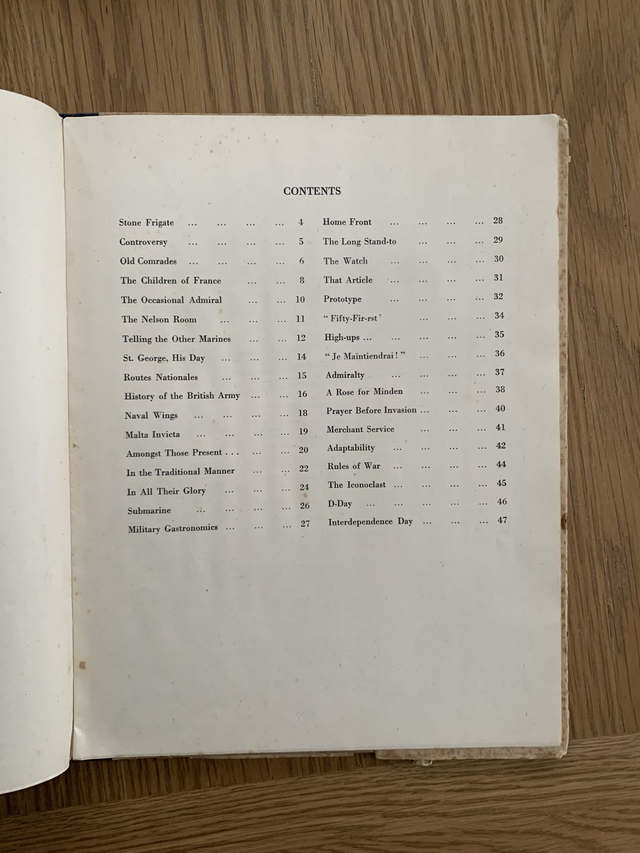 CONTENTS
Stone Frigate ... ... ... ... 4
Controversy ... ... ... ... 5
Old Comrades ... ... ... ... 6
The Children of France ... ... 8
The Occasional Admiral ... ... 10
The Nelson Room ... ... ... 11
Telling the Other Marines ... ... 12
St. George, His Day ... ... ... 14
Routes Nationales ... ... ... 15
History of the British Army ... ... 16
Naval Wings ... ... ... ... 18
Malta Invicta ... ... ... ... 19
Amongst Those Present . . . ... ... 20
In the Traditional Manner ... ... 22
In All Their Glory ... ... ... 24
Submarine ... ... ... ... 26
Military Gastronomics ... ... ... 27
Home Front ... ... ... ... 28
The Long Stand-to ... ... ... 29
The Watch ... ... ... ... 30
That Article ... ... ... ... 31
Prototype ... ... ... ... 32
"Fifty-Fir-rst' ... ... ... 34
High-ups ... ... ... ... 35
"Je Maintiendrai!" ... ... ... 36
Admiralty ... ... ... ... 37
A Rose for Minden ... ... ... 38
Prayer Before Invasion ... ... ... 40
Merchant Service ... ... ... 41
Adaptability ... ... ... ... 42
Rules of War ... ... ... ... 44
The Iconoclast ... ... ... ... 45
D-Day ... ... ... ... ... 46
Interdependence Day ... ... ... 47